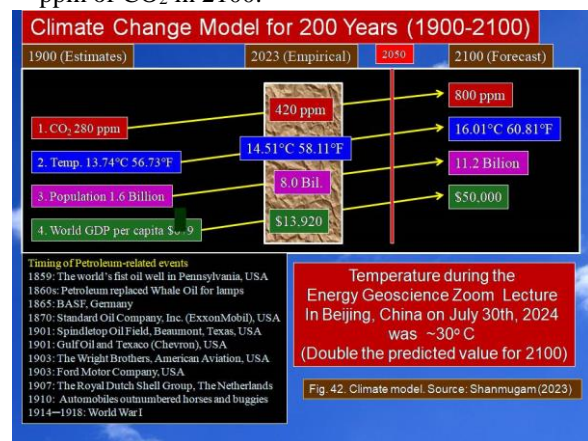 ppm of CO₂ in 2100.
Climate Change Model for 200 Years (1900-2100)
1900 (Estimates) 2023 (Empirical) 2050 2100 (Forecast)
420 ppm 800 ppm
1. CO₂ 280 ppm
14.51°C 58.11°F 16.01°C 60.81°F
2. Temp. 13.74°C 56.73°F
8.0 Bil. 11.2 Bilion
3. Population 1.6 Billion
$13,920 $50,000
4. World GDP per capita
Timing of Petroleum-related events
1859: The world's fist oil well in Pennsylvania, USA
1860s: Petroleum replaced Whale Oil for lamps
1865: BASF, Germany
1870: Standard Oil Company, Inc. (ExxonMobil), USA
1901: Spindletop Oil Field, Beaumont, Texas, USA
1901: Gulf Oil and Texaco (Chevron), USA
1903: The Wright Brothers, American Aviation, USA
1903: Ford Motor Company, USA
1907: The Royal Dutch Shell Group, The Netherlands
1910: Automobiles outnumbered horses and buggies
1914—1918: World War I
Temperature during the
Energy Geoscience Zoom Lecture
In Beijing, China on July 30th, 2024
was ~30° C
(Double the predicted value for 2100)
Fig. 42. Climate model. Source: Shanmugam (2023)